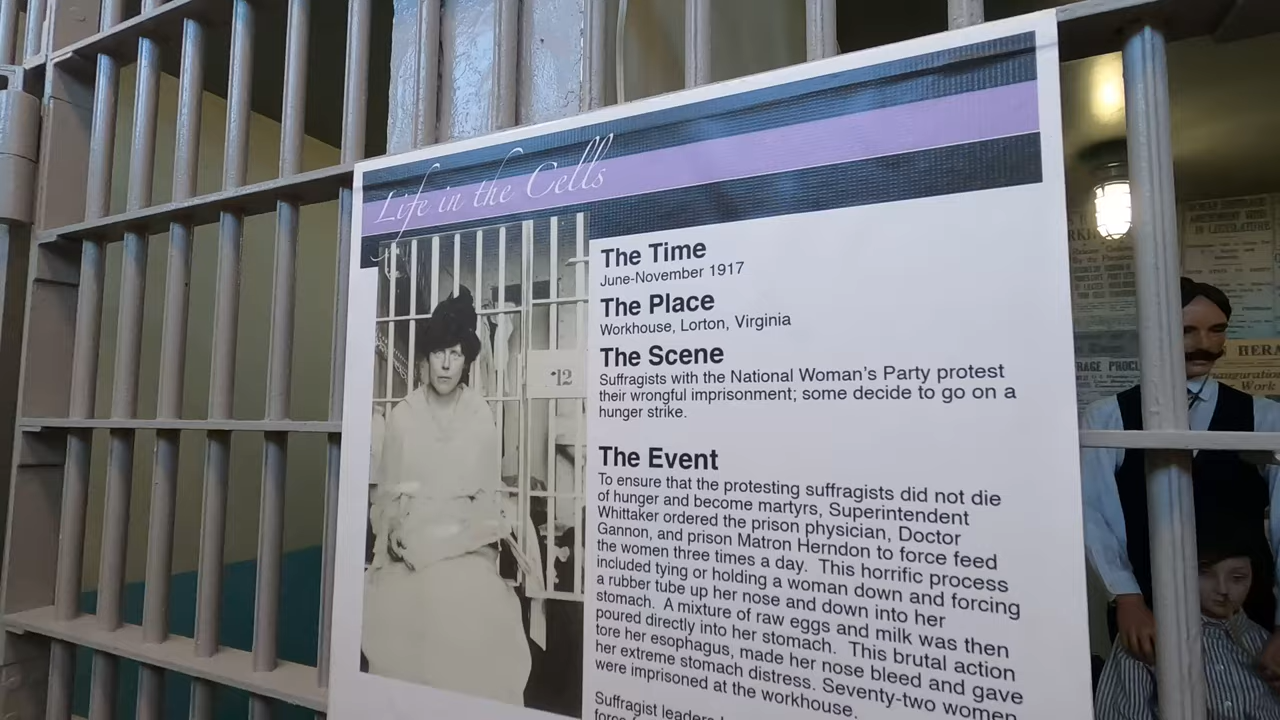 Life in the Cells
The Time
June-November 1917
The Place
Workhouse, Lorton, Virginia
The Scene
Suffragists with the National Woman's Party protest
their wrongful imprisonment; some decide to go on a
hunger strike.
The Event
To ensure that the protesting suffragists did not die
of hunger and become martyrs, Superintendent
Whittaker ordered the prison physician, Doctor
Gannon, and prison Matron Herndon to force feed
the women three times a day. This horrific process
included tying or holding a woman down and forcing
a rubber tube up her nose and down into her
stomach. A mixture of raw eggs and milk was then
poured directly into her stomach. This brutal action
tore her esophagus, made her nose bleed and gave
her extreme stomach distress. Seventy-two women
were imprisoned at the workhouse.
Suffragist leaders
12
HERA